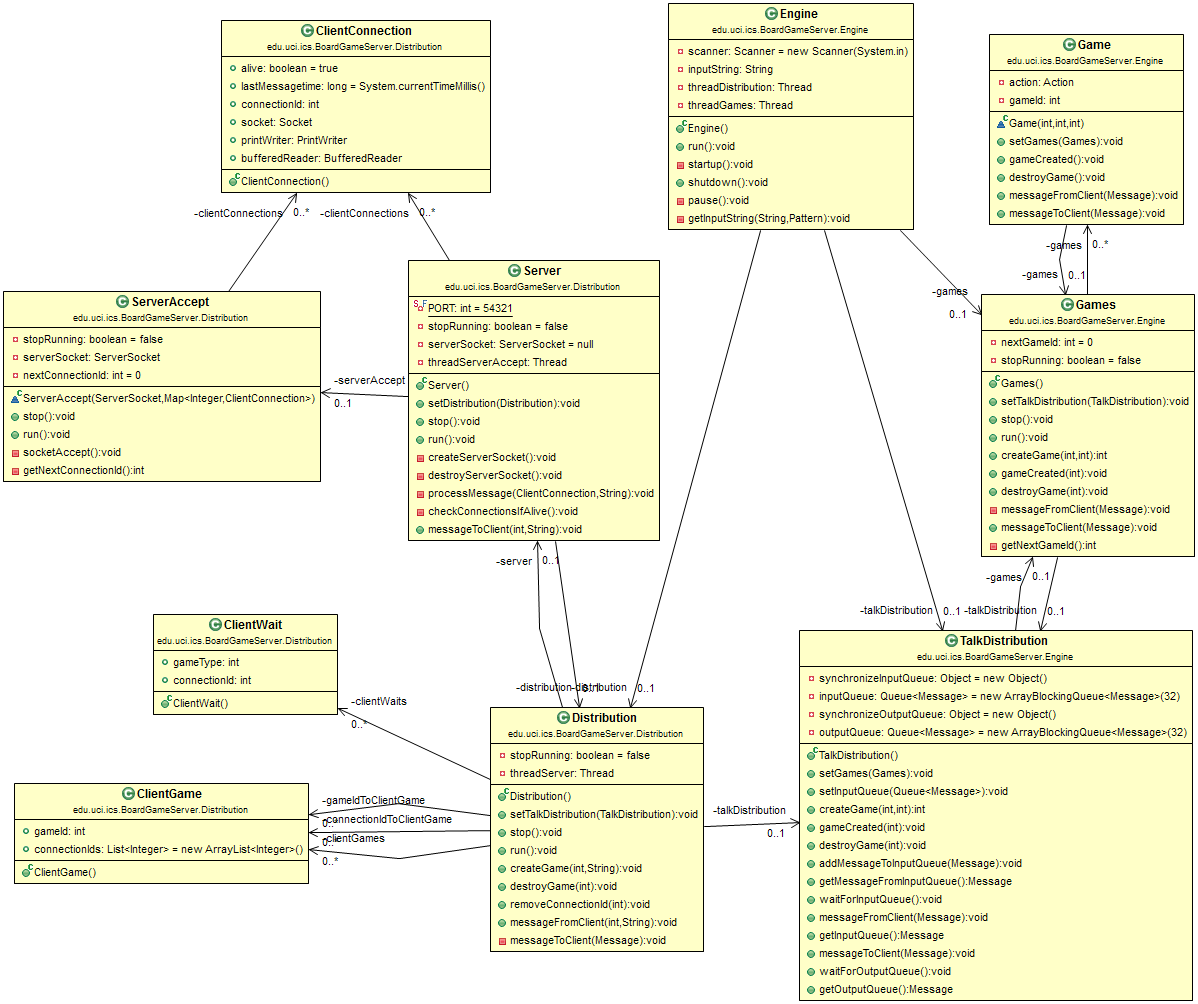 ClientConnection
edu.uci.ics.BoardGameServer.Distribution
alive: boolean = true
lastMessagetime: long = System.currentTimeMillis()
connectionId: int
socket: Socket
printWriter: PrintWriter
bufferedReader: BufferedReader
ClientConnection()
Engine
edu.uci.ics.BoardGameServer.Engine
scanner: Scanner = new Scanner(System.in)
inputString: String
threadDistribution: Thread
threadGames: Thread
Engine()
run():void
startup():void
shutdown():void
pause():void
getInputString(String,Pattern):void
Game
edu.uci.ics.BoardGameServer.Engine
action: Action
gameId: int
Game(int,int,int)
setGames(Games):void
gameCreated():void
destroyGame():void
messageFromClient(Message):void
messageToClient(Message):void
-clientConnections 0..*
-clientConnections 0..*
-games 0..*
-games 0..1
-games
0..1
ServerAccept
edu.uci.ics.BoardGameServer.Distribution
stopRunning: boolean = false
serverSocket: ServerSocket
nextConnectionId: int = 0
ServerAccept(ServerSocket,Map<Integer,ClientConnection>)
stop():void
run():void
socketAccept():void
getNextConnectionId():int
-serverAccept
0..1
Server
edu.uci.ics.BoardGameServer.Distribution
S F
PORT: int = 54321
stopRunning: boolean = false
serverSocket: ServerSocket = null
threadServerAccept: Thread
Server()
setDistribution(Distribution):void
stop():void
run():void
createServerSocket():void
destroyServerSocket():void
processMessage(ClientConnection,String):void
checkConnectionsIfAlive():void
messageToClient(int,String):void
Games
edu.uci.ics.BoardGameServer.Engine
nextGameId: int = 0
stopRunning: boolean = false
Games()
setTalkDistribution(TalkDistribution):void
stop():void
run():void
createGame(int,int):int
gameCreated(int):void
destroyGame(int):void
messageFromClient(Message):void
messageToClient(Message):void
getNextGameId():int
-server 0..1
-games 0..1
-talkDistribution 0..1
-talkDistribution 0..1
ClientWait
edu.uci.ics.BoardGameServer.Distribution
gameType: int
connectionId: int
ClientWait()
-distribution 0..1
-distribution 0..1
-clientWaits
0..*
ClientGame
edu.uci.ics.BoardGameServer.Distribution
gameId: int
connectionIds: List<Integer> = new ArrayList<Integer>()
ClientGame()
-gameIdToClientGame
0..*
-connectionIdToClientGame
0..*
-clientGames
0..*
Distribution
edu.uci.ics.BoardGameServer.Distribution
stopRunning: boolean = false
threadServer: Thread
Distribution()
setTalkDistribution(TalkDistribution):void
stop():void
run():void
createGame(int,String):void
destroyGame(int):void
removeConnectionId(int):void
messageFromClient(int,String):void
messageToClient(Message):void
-talkDistribution
0..1
TalkDistribution
edu.uci.ics.BoardGameServer.Engine
synchronizeInputQueue: Object = new Object()
inputQueue: Queue<Message> = new ArrayBlockingQueue<Message>(32)
synchronizeOutputQueue: Object = new Object()
outputQueue: Queue<Message> = new ArrayBlockingQueue<Message>(32)
TalkDistribution()
setGames(Games):void
setInputQueue(Queue<Message>):void
createGame(int,int):int
gameCreated(int):void
destroyGame(int):void
addMessageToInputQueue(Message):void
getMessageFromInputQueue():Message
waitForInputQueue():void
messageFromClient(Message):void
getInputQueue():Message
messageToClient(Message):void
waitForOutputQueue():void
getOutputQueue():Message